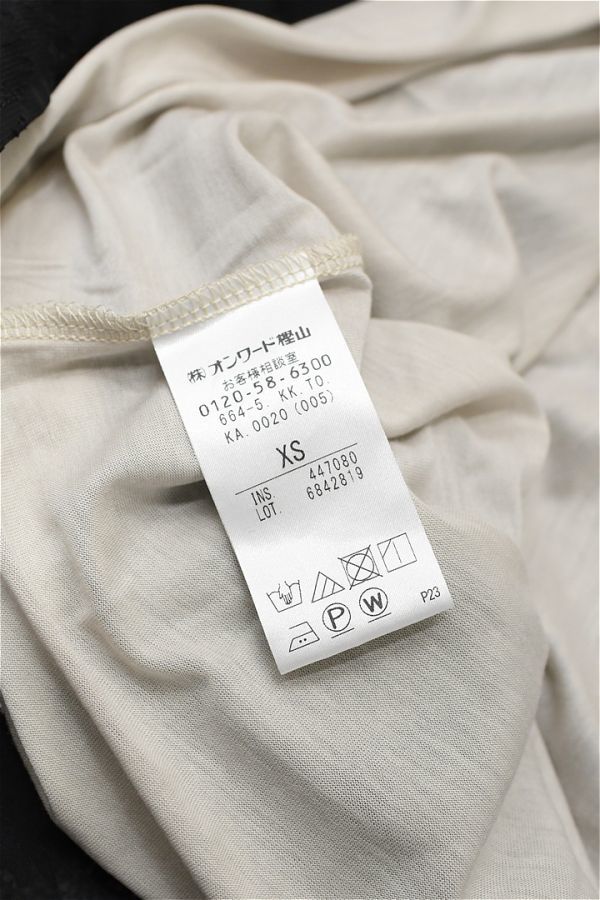 (株)オンワード樫山
お客様相談室
0120-58-6300
664-5. KK. TO.
KA. 0020 (005)
XS
INS. 447080
LOT. 6842819
P W
P23